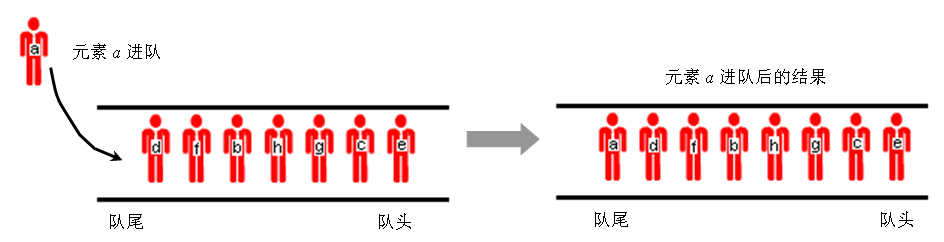 a
元素 a 进队
元素 a 进队后的结果
d f b h g c e
a d f b h g c e
队尾 队头
队尾 队头